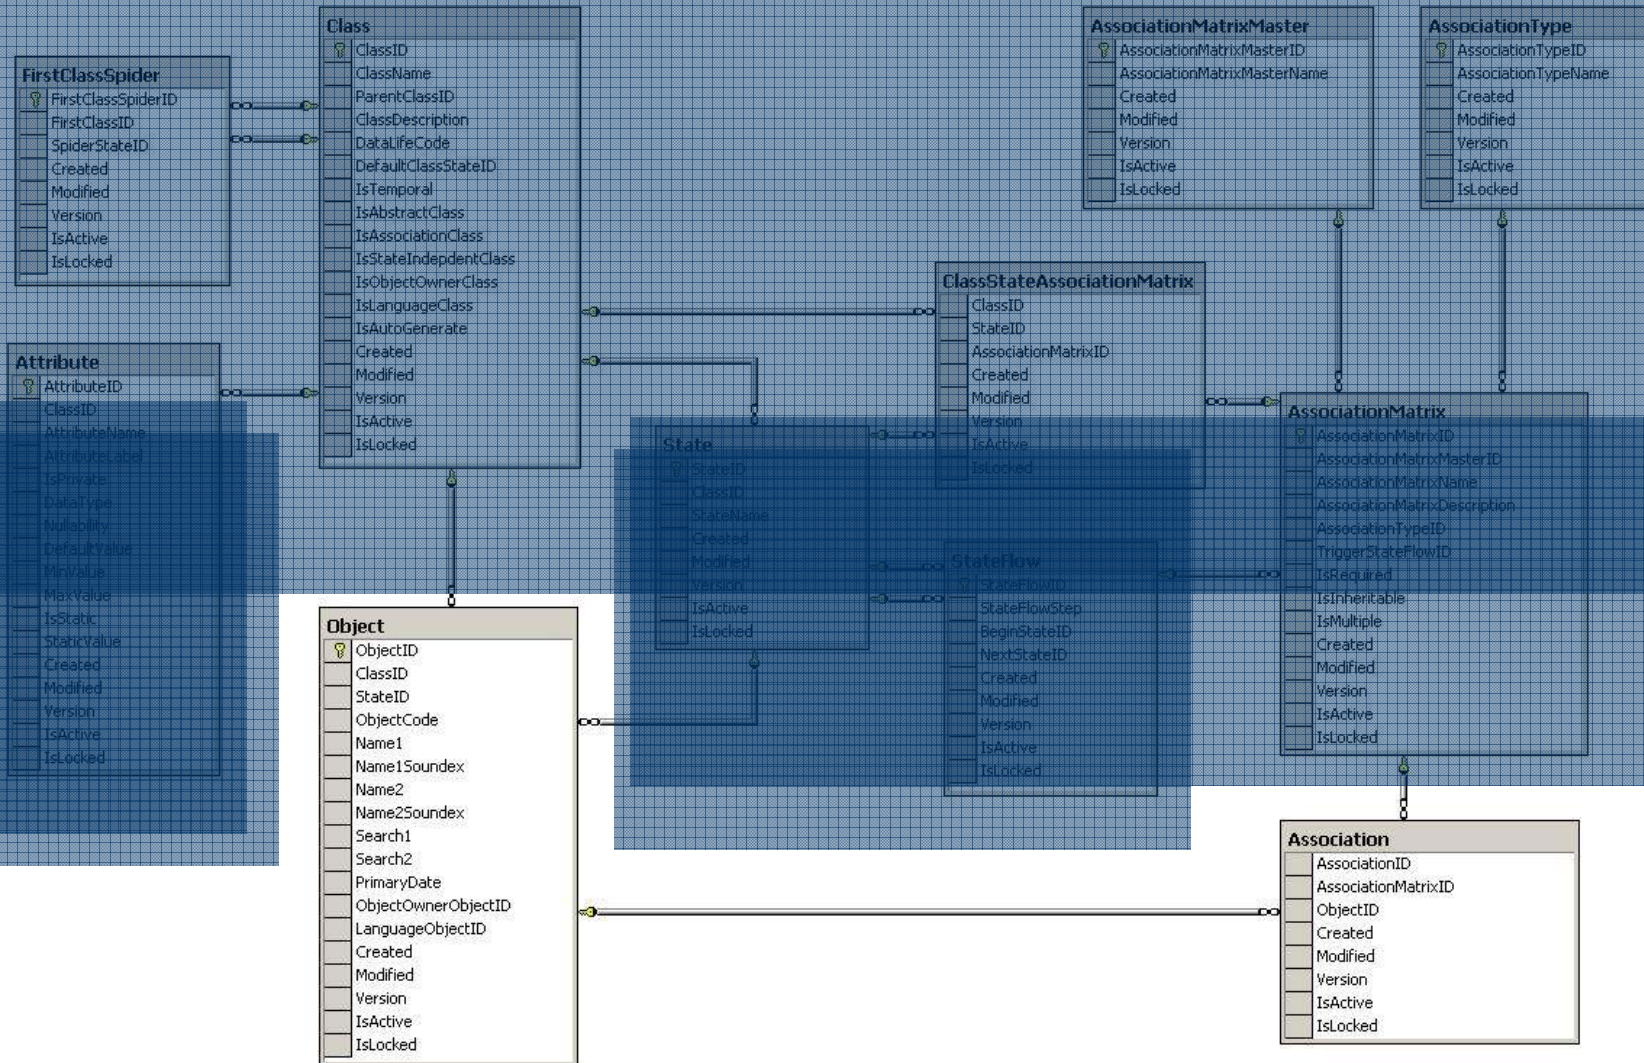 Class
ClassID
ClassName
ParentClassID
ClassDescription
DataLifeCode
DefaultClassStateID
IsTemporal
IsAbstractClass
IsAssociationClass
IsStateIndepdentClass
IsObjectOwnerClass
IsLanguageClass
IsAutoGenerate
Created
Modified
Version
IsActive
IsLocked
AssociationMatrixMaster
AssociationMatrixMasterID
AssociationMatrixMasterName
Created
Modified
Version
IsActive
IsLocked
AssociationType
AssociationTypeID
AssociationTypeName
Created
Modified
Version
IsActive
IsLocked
FirstClassSpider
FirstClassSpiderID
FirstClassID
SpiderStateID
Created
Modified
Version
IsActive
IsLocked
ClassStateAssociationMatrix
ClassID
StateID
AssociationMatrixID
Created
Modified
Version
IsActive
IsLocked
Attribute
AttributeID
ClassID
AttributeName
AttributeLabel
IsPrivate
DataType
Nullability
DefaultValue
MinValue
MaxValue
IsStatic
StaticValue
Created
Modified
Version
IsActive
IsLocked
State
StateID
ClassID
StateName
Created
Modified
Version
IsActive
IsLocked
AssociationMatrix
AssociationMatrixID
AssociationMatrixMasterID
AssociationMatrixName
AssociationMatrixDescription
AssociationTypeID
TriggerStateFlowID
IsRequired
IsInheritable
IsMultiple
Created
Modified
Version
IsActive
IsLocked
StateFlow
StateFlowID
StateFlowStep
BeginStateID
NextStateID
Created
Modified
Version
IsActive
IsLocked
Object
ObjectID
ClassID
StateID
ObjectCode
Name1
Name1Soundex
Name2
Name2Soundex
Search1
Search2
PrimaryDate
ObjectOwnerObjectID
LanguageObjectID
Created
Modified
Version
IsActive
IsLocked
Association
AssociationID
AssociationMatrixID
ObjectID
Created
Modified
Version
IsActive
IsLocked